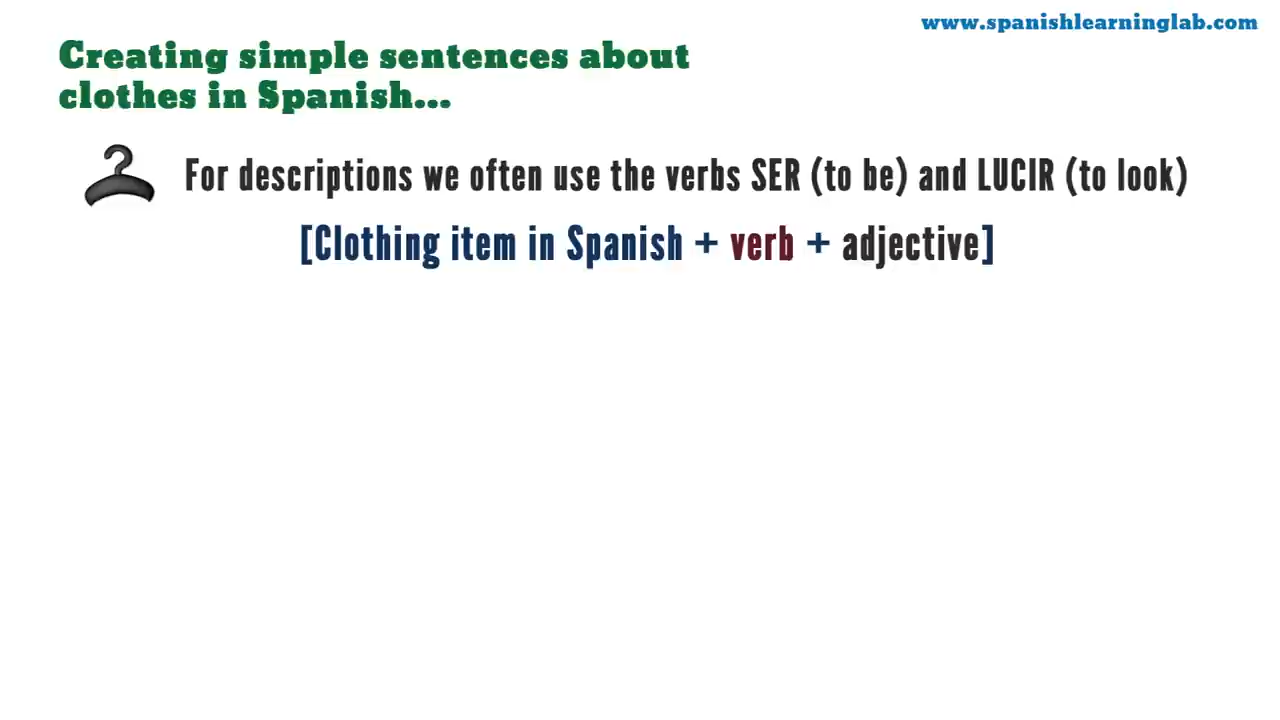 www.spanishlearninglab.com
Creating simple sentences about
clothes in Spanish...
For descriptions we often use the verbs SER (to be) and LUCIR (to look)
[Clothing item in Spanish + verb + adjective]